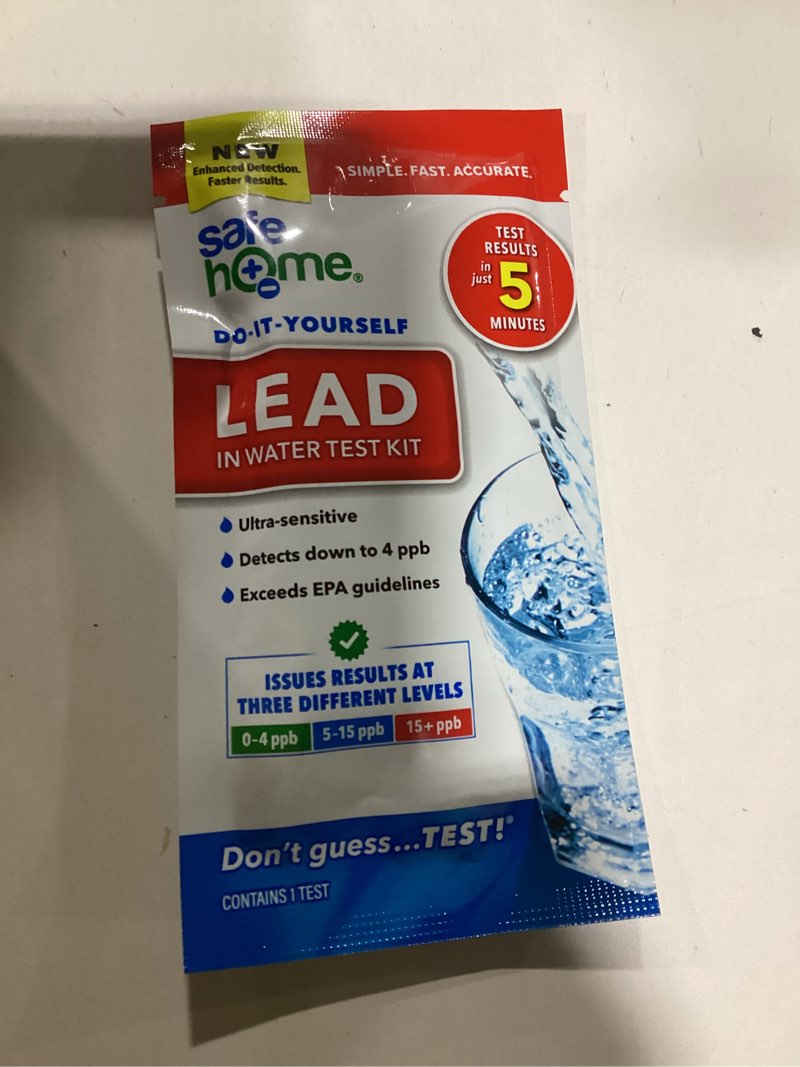 NEW
Enhanced Detection.
Faster Results.
SIMPLE. FAST. ACCURATE.
safe
home®
TEST
RESULTS
in
just
5
MINUTES
DO-IT-YOURSELF
LEAD
IN WATER TEST KIT
Ultra-sensitive
Detects down to 4 ppb
Exceeds EPA guidelines
ISSUES RESULTS AT
THREE DIFFERENT LEVELS
0-4 ppb 5-15 ppb 15+ ppb
Don't guess...TEST!®
CONTAINS 1 TEST